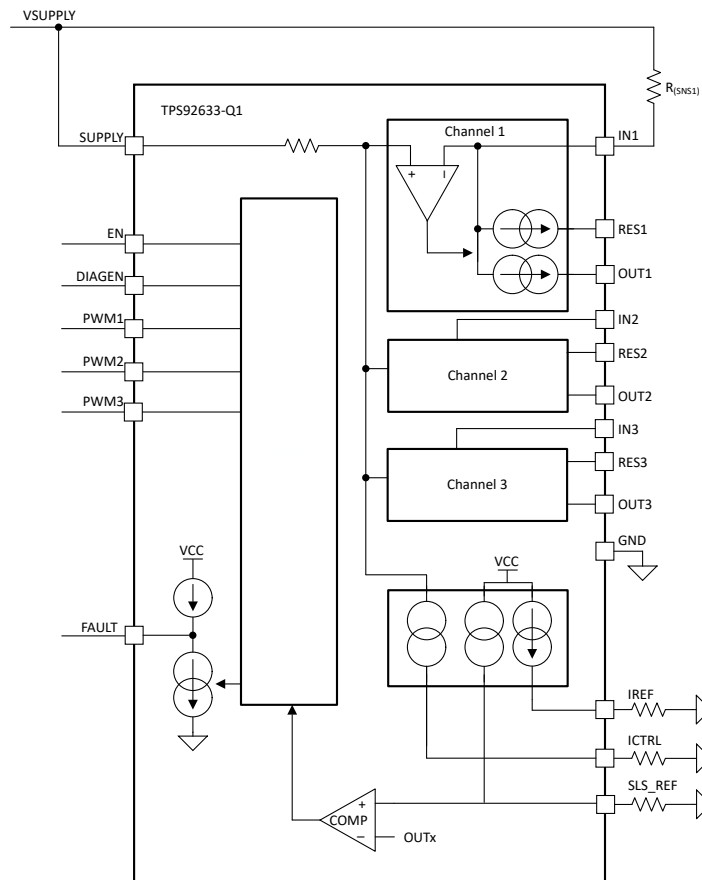 VSUPPLY
R(SNS1)
TPS92633-Q1
Channel 1
SUPPLY
IN1
+
–
EN
RES1
DIAGEN
OUT1
PWM1
IN2
PWM2
RES2
Channel 2
PWM3
OUT2
IN3
RES3
Channel 3
OUT3
GND
VCC
VCC
FAULT
IREF
ICTRL
SLS_REF
+
COMP
–
OUTx